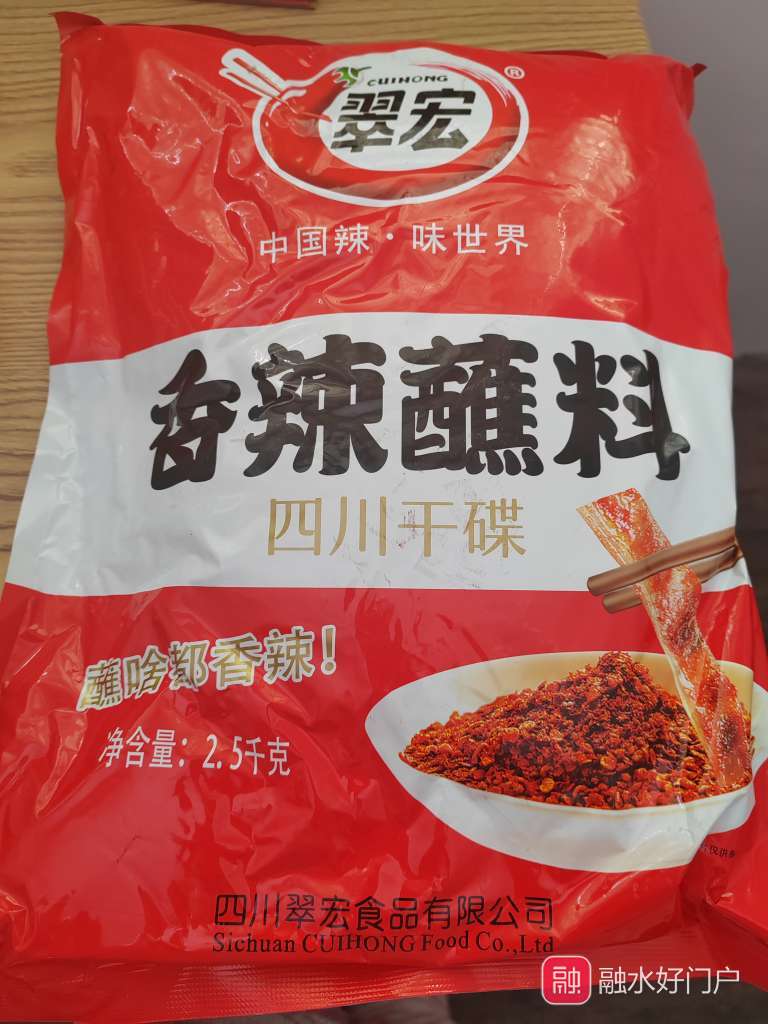 CUIHONG
翠宏®
中国辣·味世界
香辣蘸料
四川干碟
蘸啥都香辣!
净含量: 2.5千克
四川翠宏食品有限公司
Sichuan CUIHONG Food Co.,Ltd
融 融水好门户